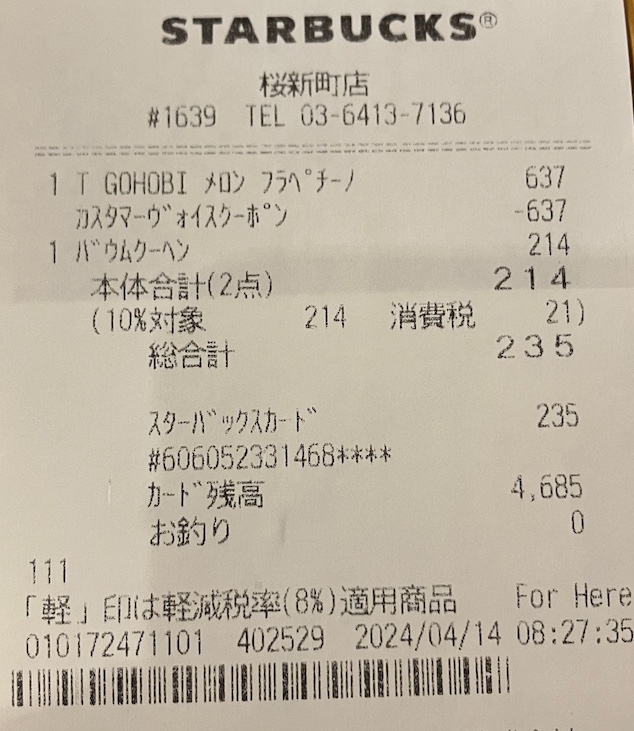 STARBUCKS®
桜新町店
#1639 TEL 03-6413-7136
1 T GOHOBI ﾒﾛﾝ ﾌﾗﾍﾟﾁｰﾉ 637
ｶｽﾀﾏｰｳﾞｫｲｽｸｰﾎﾟﾝ -637
1 ﾊﾞｳﾑｸｰﾍﾝ 214
本体合計(2点) 214
(10%対象 214 消費税 21)
総合計 235
ｽﾀｰﾊﾞｯｸｽｶｰﾄﾞ 235
#606052331468****
ｶｰﾄﾞ残高 4,685
お釣り 0
111
「軽」印は軽減税率(8%)適用商品 For Here
010172471101 402529 2024/04/14 08:27:35